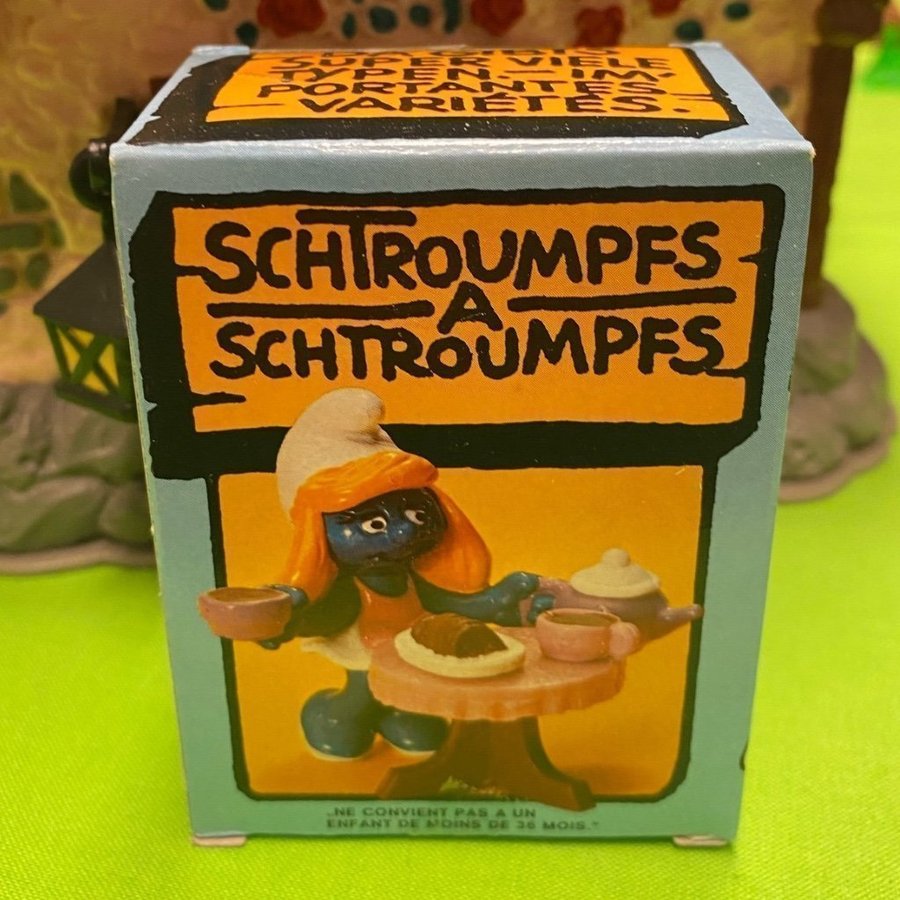 SUPER VIELE
TYPEN. – IM'
PORTANTES
VARIÉTÉS.
SCHTROUMPFS
A
SCHTROUMPFS
„NE CONVIENT PAS A UN
ENFANT DE MOINS DE 36 MOIS."